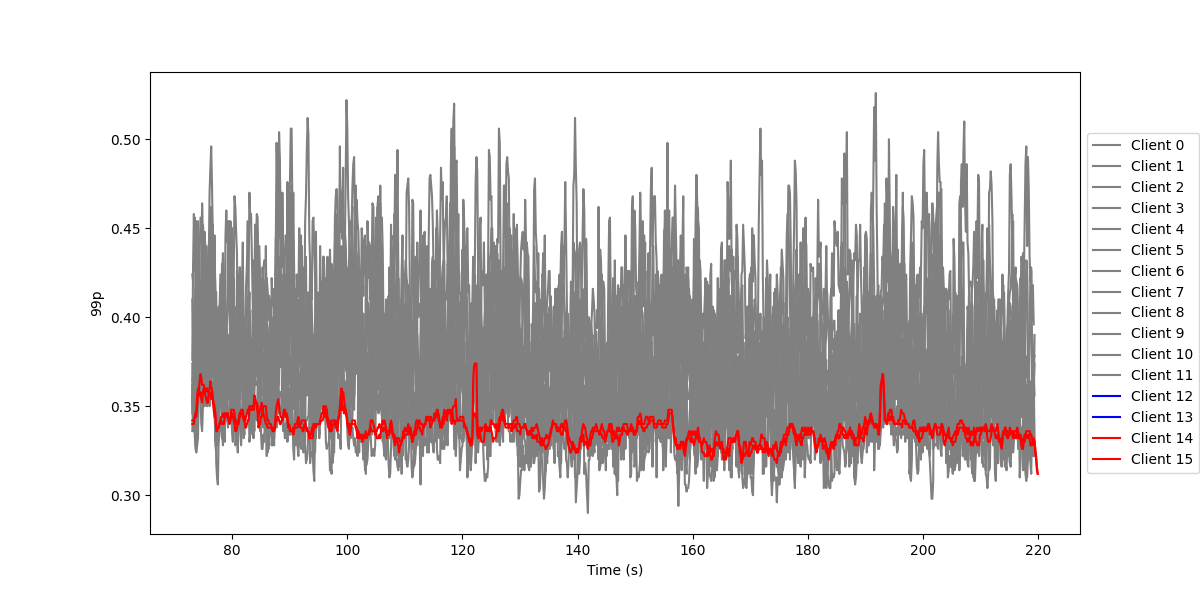 0.50
0.45
0.40
0.35
0.30
99p
80
100
120
140
160
180
200
220
Time (s)
Client 0
Client 1
Client 2
Client 3
Client 4
Client 5
Client 6
Client 7
Client 8
Client 9
Client 10
Client 11
Client 12
Client 13
Client 14
Client 15